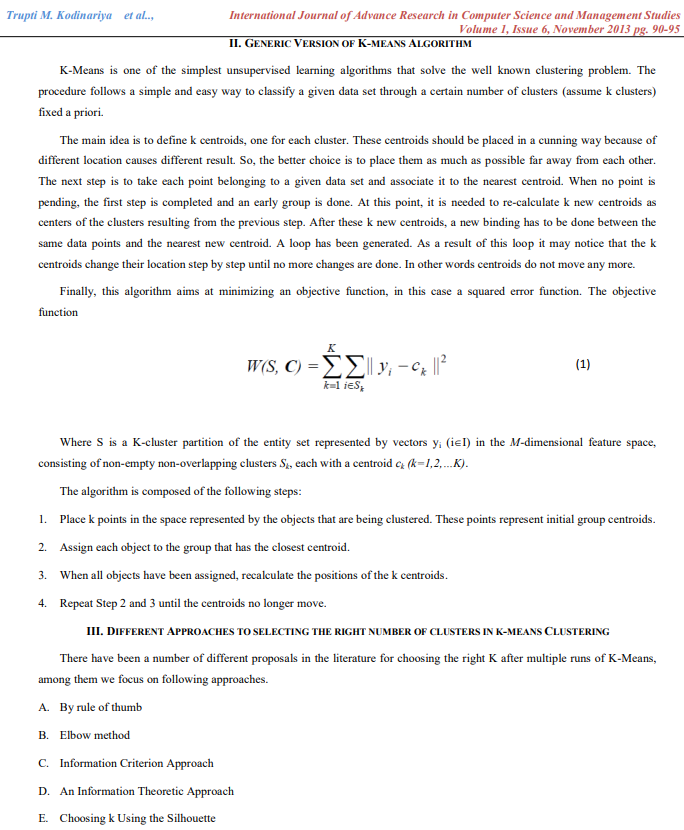 Trupti M. Kodinariya et al..,
International Journal of Advance Research in Computer Science and Management Studies
Volume 1, Issue 6, November 2013 pg. 90-95
II. GENERIC VERSION OF K-MEANS ALGORITHM
K-Means is one of the simplest unsupervised learning algorithms that solve the well known clustering problem. The
procedure follows a simple and easy way to classify a given data set through a certain number of clusters (assume k clusters)
fixed a priori.
The main idea is to define k centroids, one for each cluster. These centroids should be placed in a cunning way because of
different location causes different result. So, the better choice is to place them as much as possible far away from each other.
The next step is to take each point belonging to a given data set and associate it to the nearest centroid. When no point is
pending, the first step is completed and an early group is done. At this point, it is needed to re-calculate k new centroids as
centers of the clusters resulting from the previous step. After these k new centroids, a new binding has to be done between the
same data points and the nearest new centroid. A loop has been generated. As a result of this loop it may notice that the k
centroids change their location step by step until no more changes are done. In other words centroids do not move any more.
Finally, this algorithm aims at minimizing an objective function, in this case a squared error function. The objective
function
W(S, C) = ∑_{k=1}^{K} ∑_{i∈S_k} || y_i − c_k ||² (1)
Where S is a K-cluster partition of the entity set represented by vectors y_i (i∈I) in the M-dimensional feature space,
consisting of non-empty non-overlapping clusters S_k, each with a centroid c_k (k=1,2,...K).
The algorithm is composed of the following steps:
1. Place k points in the space represented by the objects that are being clustered. These points represent initial group centroids.
2. Assign each object to the group that has the closest centroid.
3. When all objects have been assigned, recalculate the positions of the k centroids.
4. Repeat Step 2 and 3 until the centroids no longer move.
III. DIFFERENT APPROACHES TO SELECTING THE RIGHT NUMBER OF CLUSTERS IN K-MEANS CLUSTERING
There have been a number of different proposals in the literature for choosing the right K after multiple runs of K-Means,
among them we focus on following approaches.
A. By rule of thumb
B. Elbow method
C. Information Criterion Approach
D. An Information Theoretic Approach
E. Choosing k Using the Silhouette